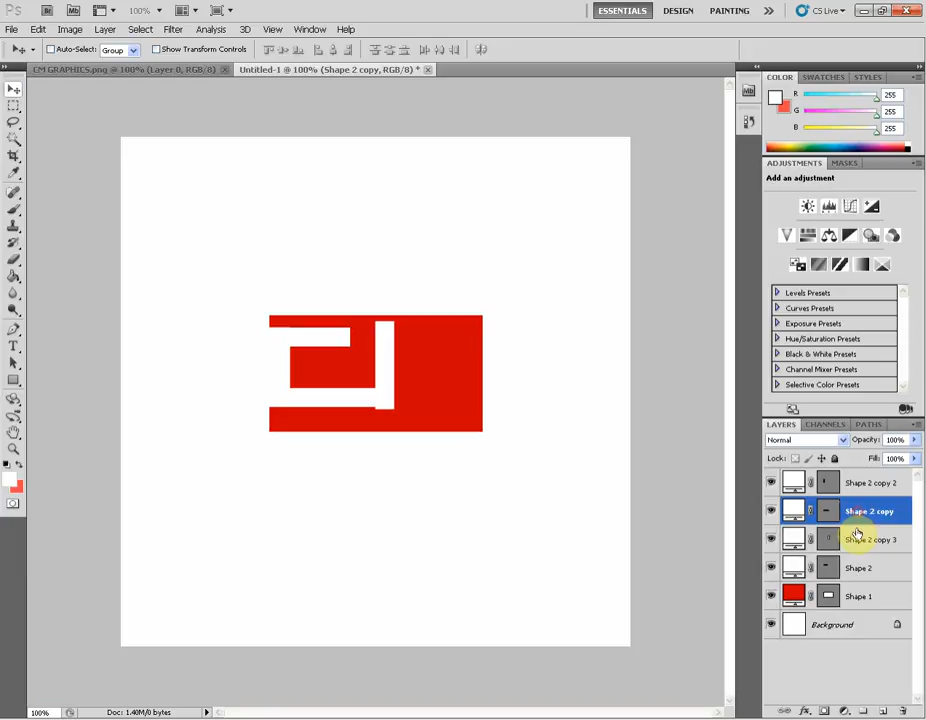 Ps Br Mb 100% ESSENTIALS DESIGN PAINTING CS Live
File Edit Image Layer Select Filter Analysis 3D View Window Help
Auto-Select: Group Show Transform Controls
CM GRAPHICS.png @ 100% (Layer 0, RGB/8) Untitled-1 @ 100% (Shape 2 copy, RGB/8) *
COLOR SWATCHES STYLES
Mb
R 255
G 255
B 255
ADJUSTMENTS MASKS
Add an adjustment
Levels Presets
Curves Presets
Exposure Presets
Hue/Saturation Presets
Black & White Presets
Channel Mixer Presets
Selective Color Presets
LAYERS CHANNELS PATHS
Normal Opacity: 100%
Lock: Fill: 100%
Shape 2 copy 2
Shape 2 copy
Shape 2 copy 3
Shape 2
Shape 1
Background
fx
T
100% Doc: 1.40M/0 bytes